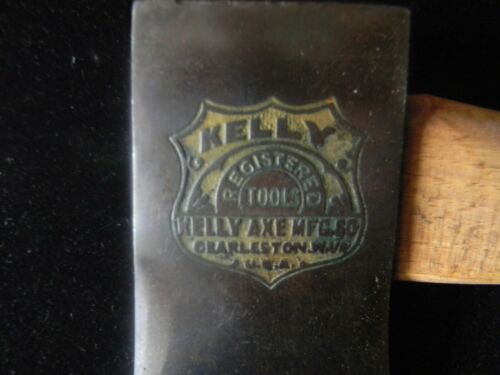 KELLY
REGISTERED
TOOLS
KELLY AXE MFG. CO
CHARLESTON. W. VA
U.S.A.